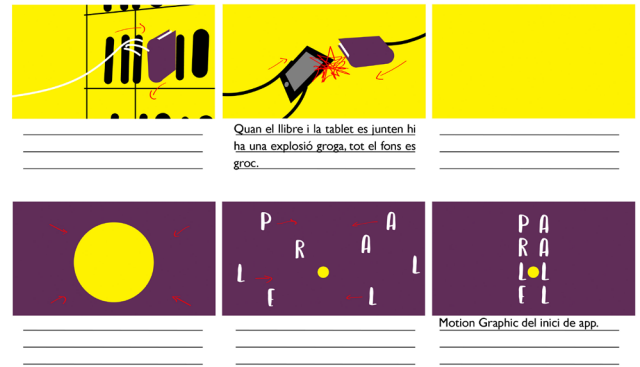 Quan el llibre i la tablet es junten hi
ha una explosió groga, tot el fons es
groc.
P A
R A
L L
E L
P A
R A
L L
E L
Motion Graphic del inici de app.